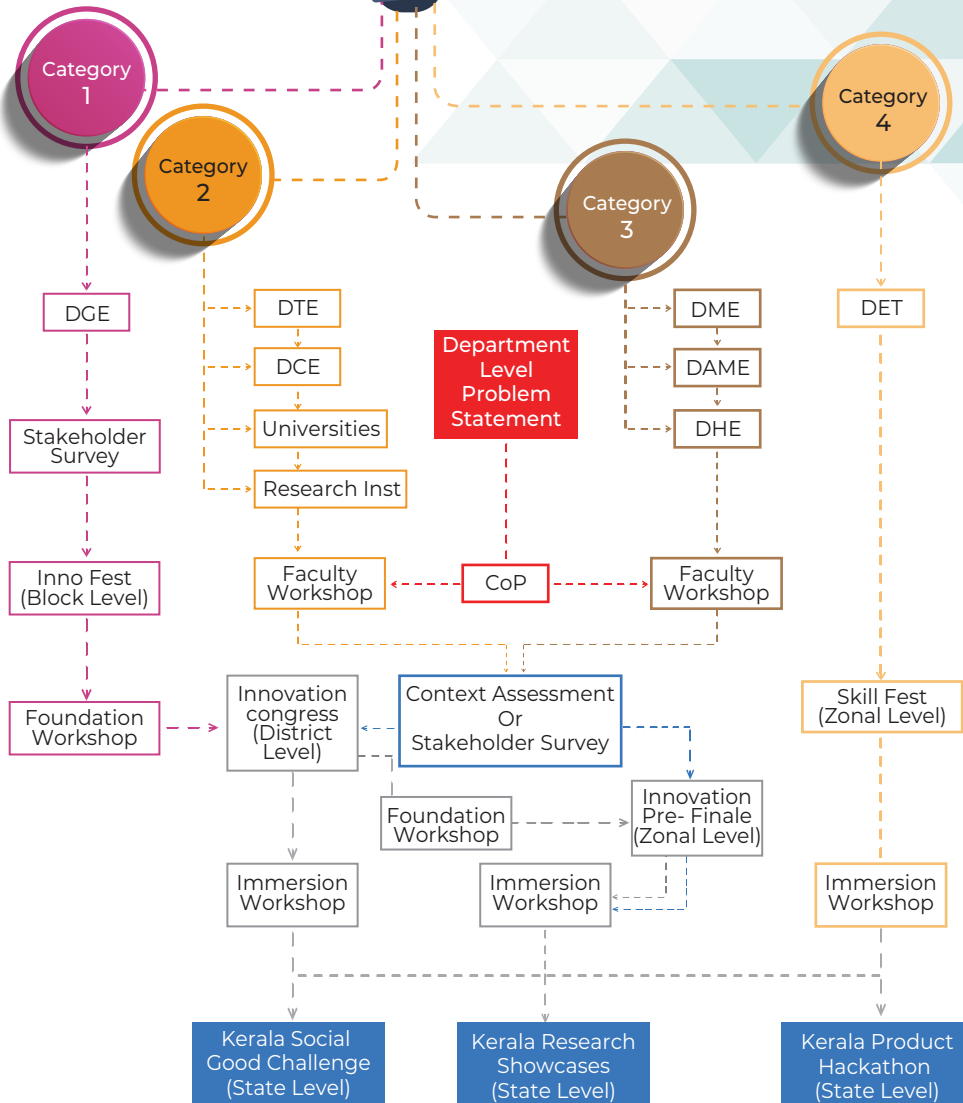 Category
1
Category
2
Category
3
Category
4
DGE
Stakeholder
Survey
Inno Fest
(Block Level)
Foundation
Workshop
DTE
DCE
Universities
Research Inst
Faculty
Workshop
Department
Level
Problem
Statement
CoP
DME
DAME
DHE
Faculty
Workshop
DET
Skill Fest
(Zonal Level)
Innovation
congress
(District
Level)
Context Assessment
Or
Stakeholder Survey
Foundation
Workshop
Innovation
Pre- Finale
(Zonal Level)
Immersion
Workshop
Immersion
Workshop
Immersion
Workshop
Kerala Social
Good Challenge
(State Level)
Kerala Research
Showcases
(State Level)
Kerala Product
Hackathon
(State Level)